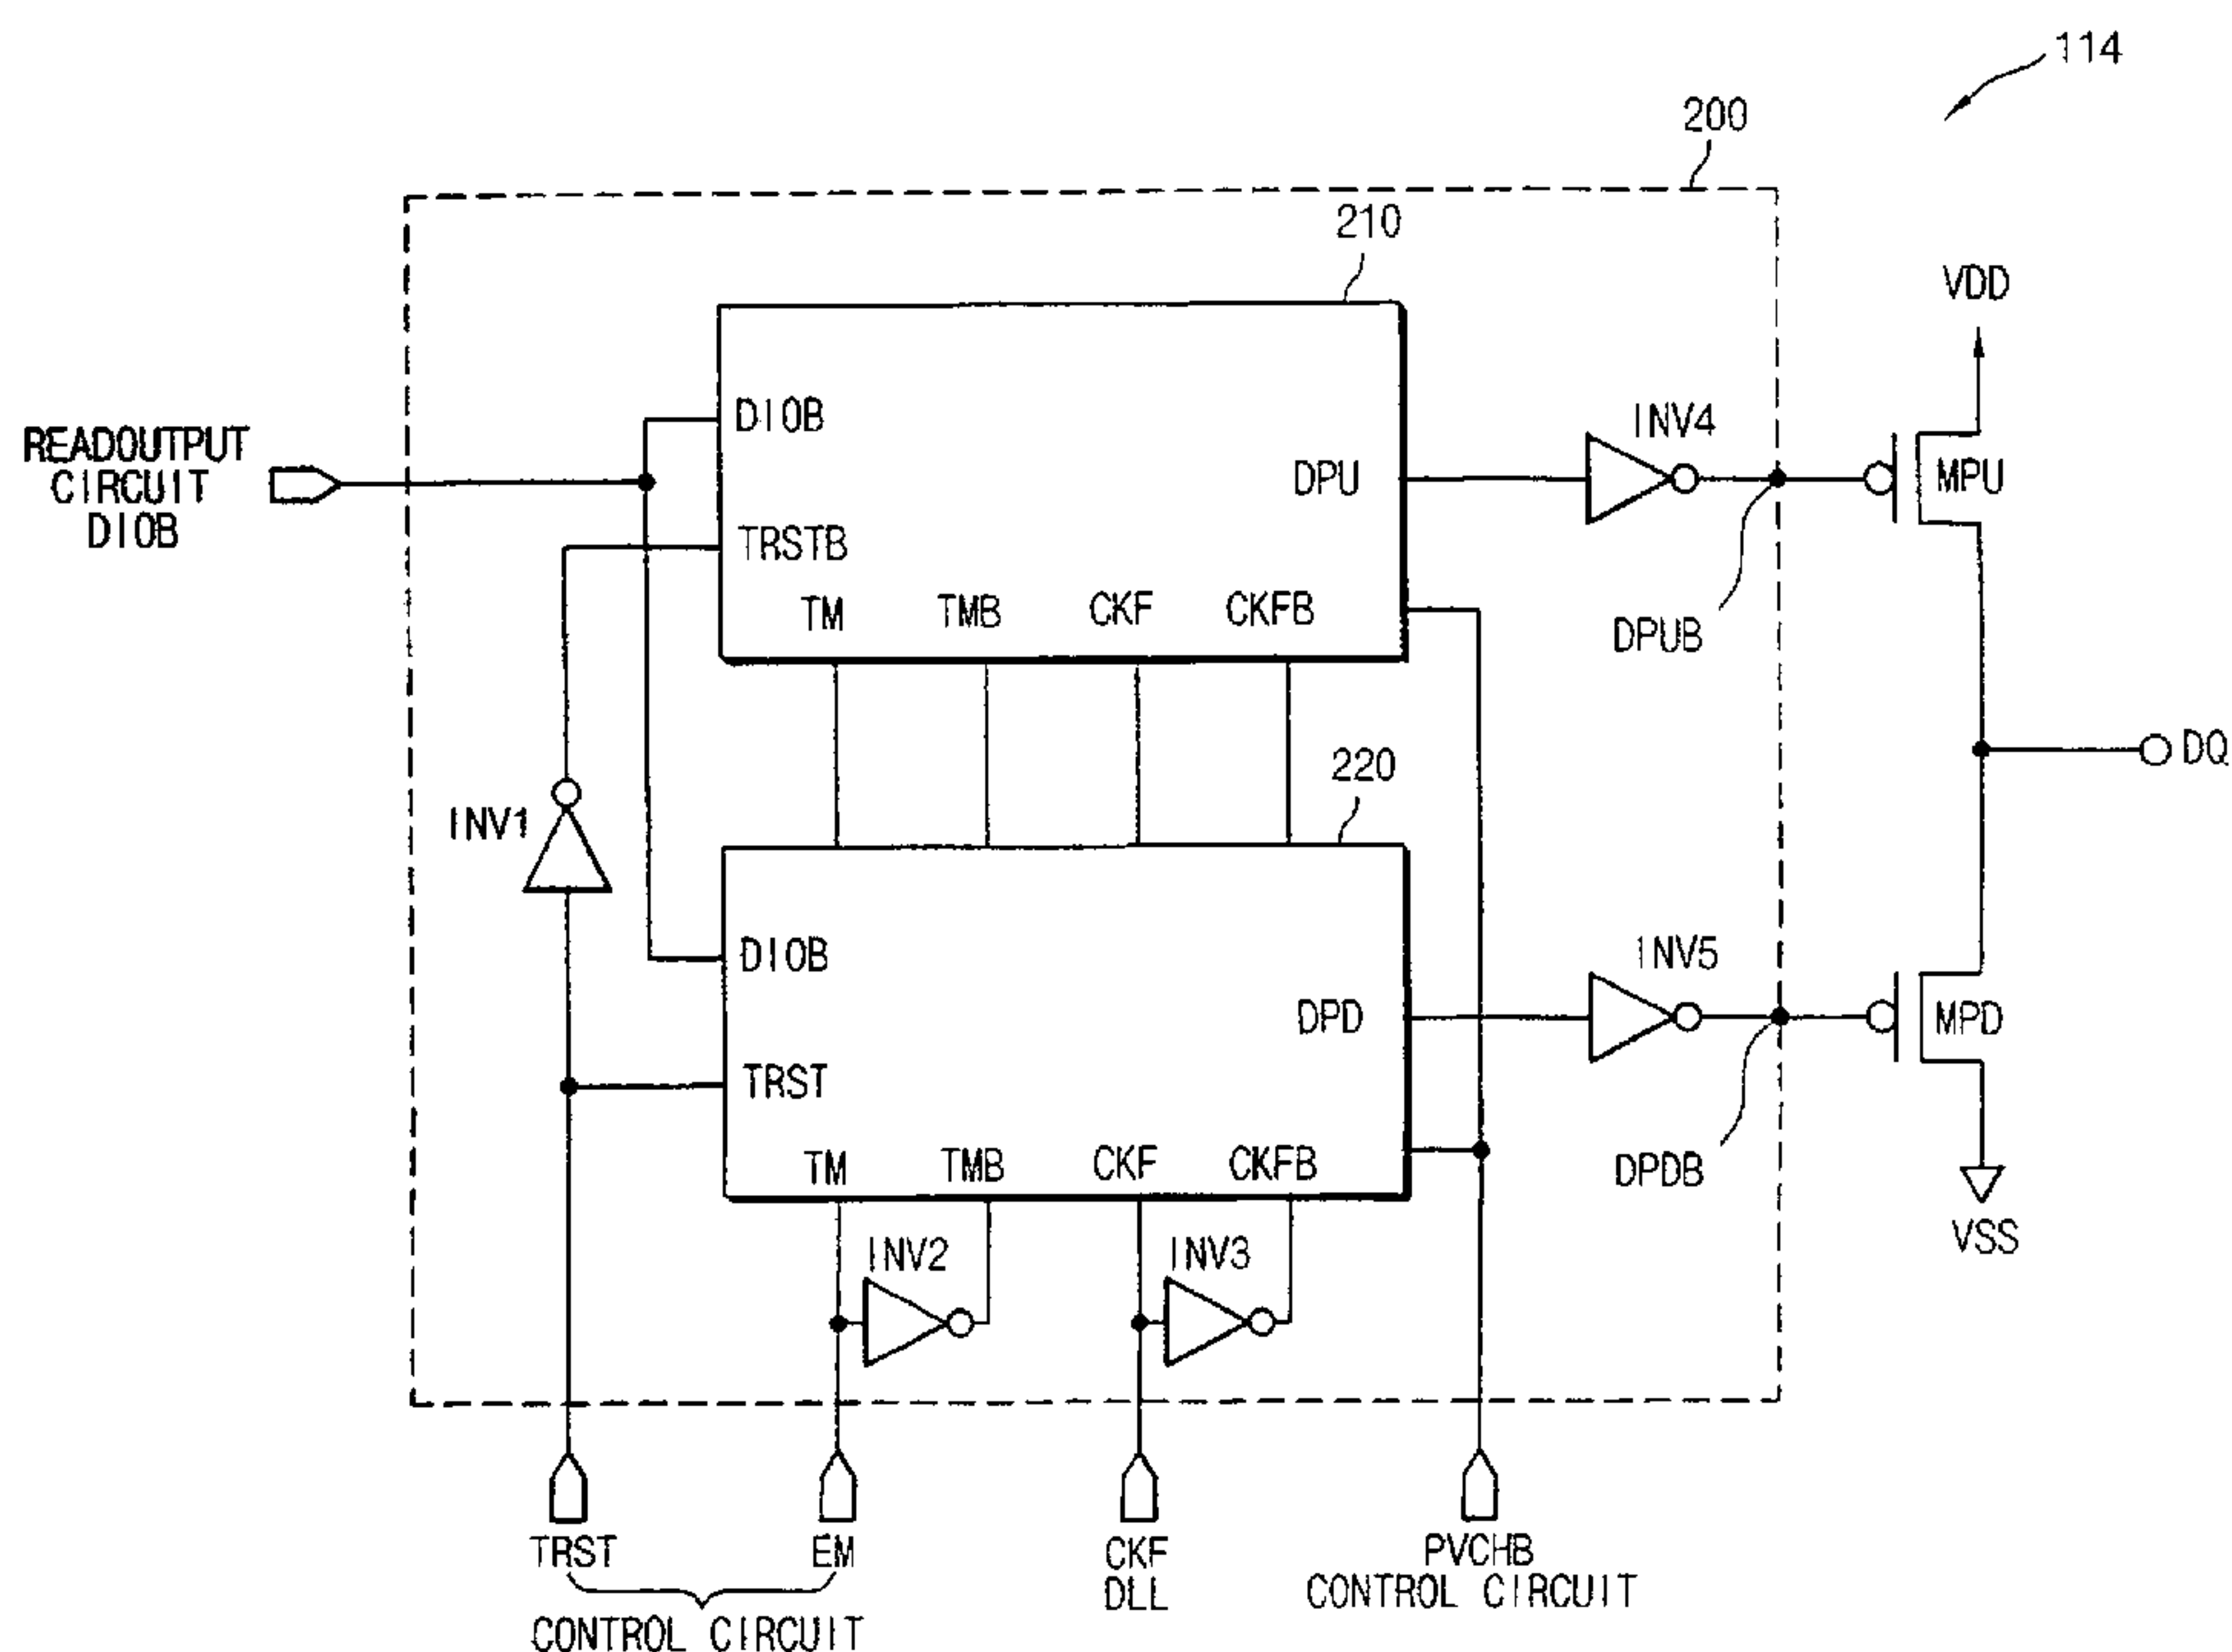 114
200
210
VDD
DIOB
INV4
READOUTPUT
CIRCUIT
DIOB
DPU
MPU
TRSTB
TM TMB CKF CKFB
DPUB
DQ
220
INV1
DIOB
INV5
DPD
MPD
TRST
TM TMB CKF CKFB
DPDB
INV2 INV3
VSS
TRST EM CKF PVCHB
DLL CONTROL CIRCUIT
CONTROL CIRCUIT